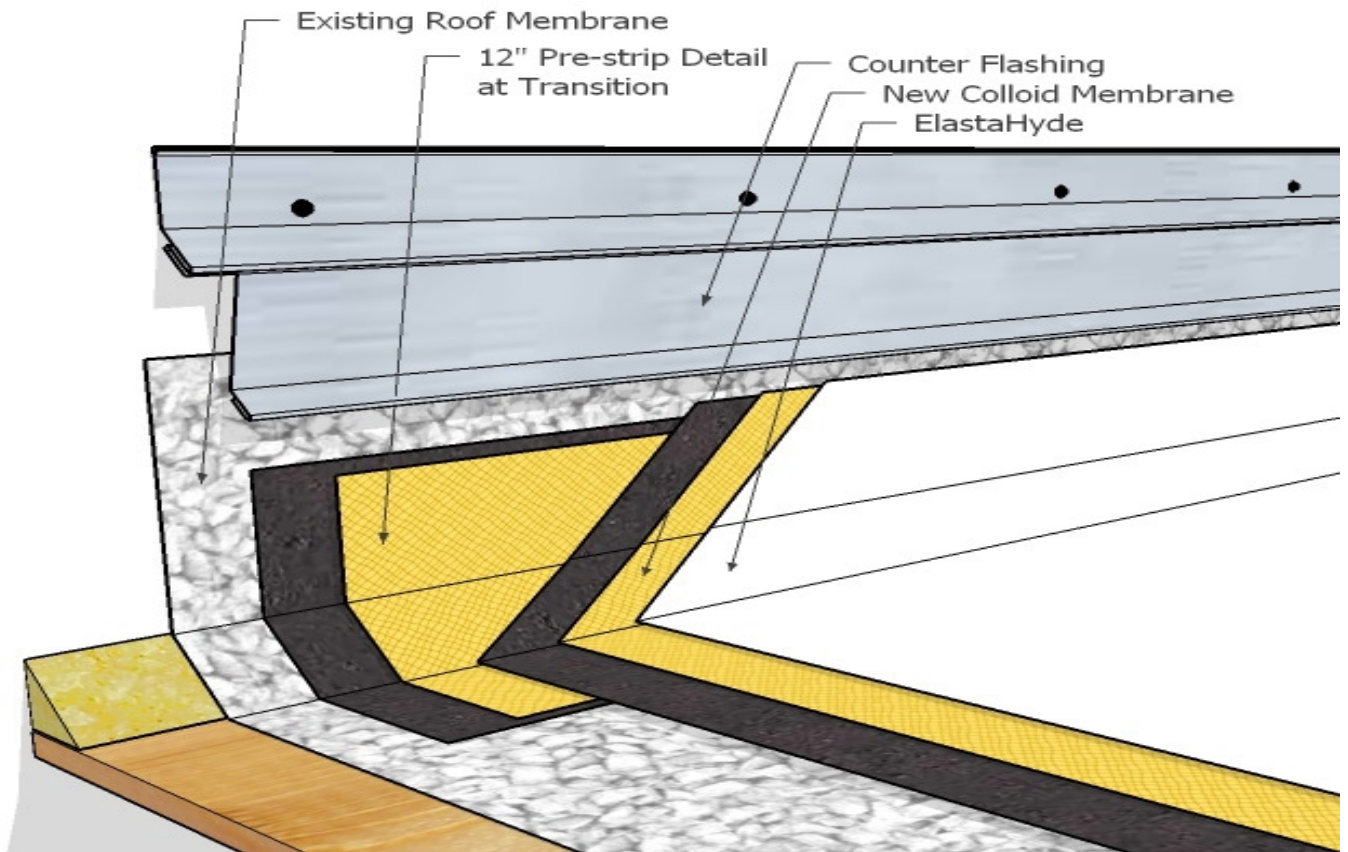 Existing Roof Membrane
12" Pre-strip Detail
at Transition
Counter Flashing
New Colloid Membrane
ElastaHyde